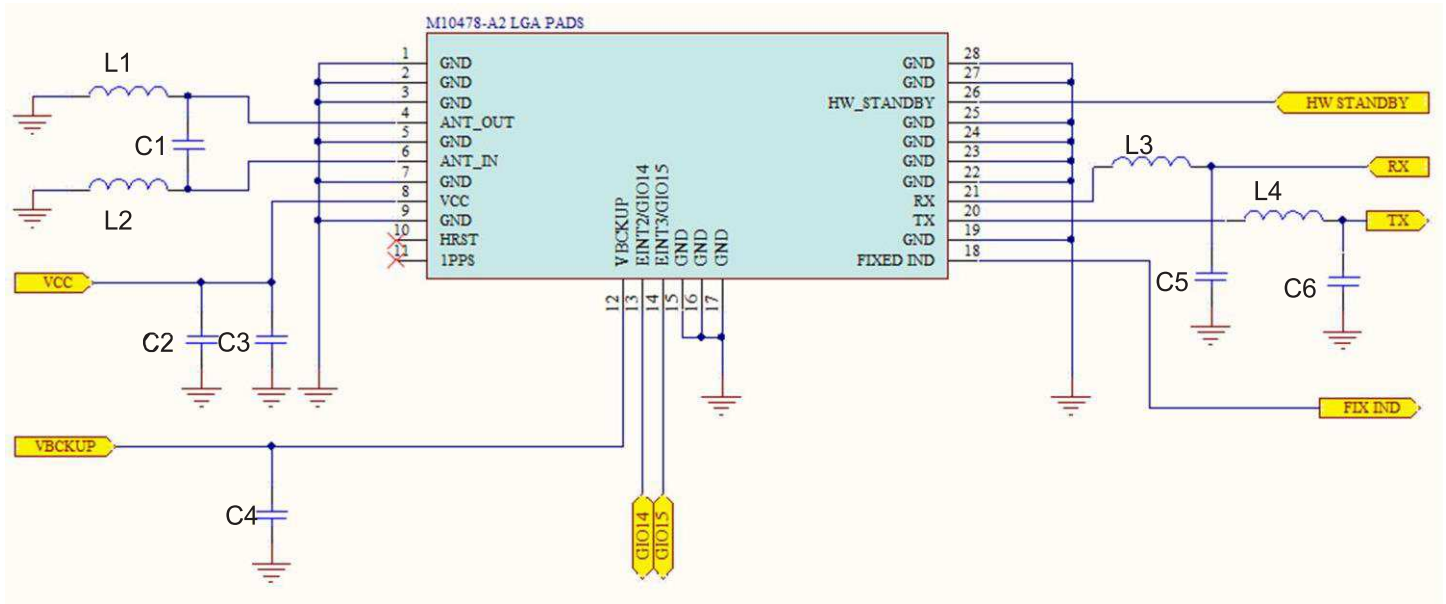 M10478-A2 LGA PADS
L1
C1
L2
VCC
C2
C3
VBCKUP
C4
1 GND
2 GND
3 GND
4 ANT_OUT
5 GND
6 ANT_IN
7 GND
8 VCC
9 GND
10 HRST
11 1PPS
12 VBCKUP
13 EINT2/GIO14
14 EINT3/GIO15
15 GND
16 GND
17 GND
GIO14
GIO15
GND 28
GND 27
HW_STANDBY 26
GND 25
GND 24
GND 23
GND 22
RX 21
TX 20
GND 19
FIXED IND 18
HW STANDBY
L3
RX
L4
TX
C5
C6
FIX IND